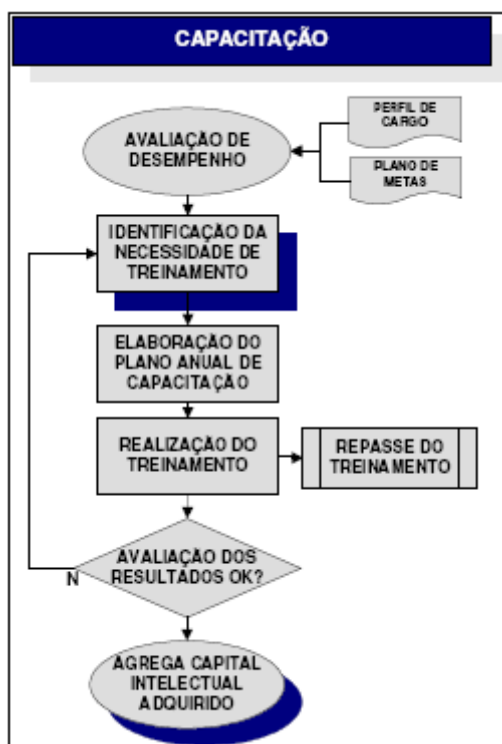 CAPACITAÇÃO
PERFIL DE
CARGO
AVALIAÇÃO DE
DESEMPENHO
PLANO DE
METAS
IDENTIFICAÇÃO DA
NECESSIDADE DE
TREINAMENTO
ELABORAÇÃO DO
PLANO ANUAL DE
CAPACITAÇÃO
REALIZAÇÃO DO
TREINAMENTO
REPASSE DO
TREINAMENTO
AVALIAÇÃO DOS
RESULTADOS OK?
N
AGREGA CAPITAL
INTELECTUAL
ADQUIRIDO